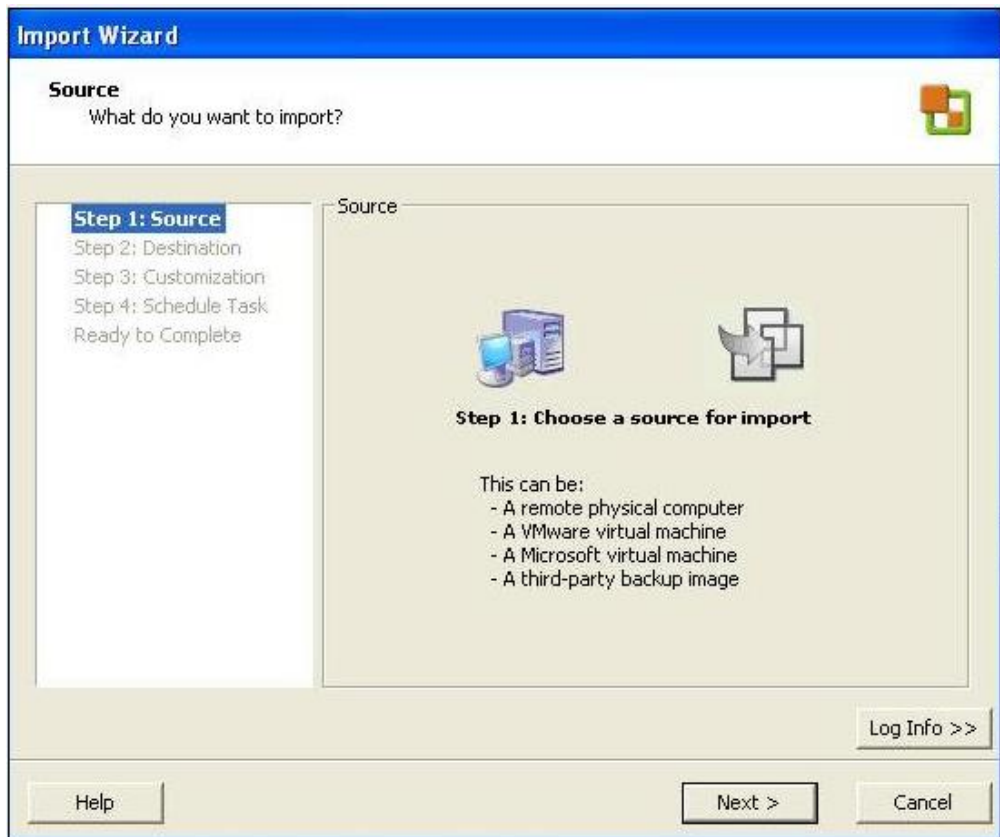 Import Wizard
Source
What do you want to import?
Step 1: Source
Step 2: Destination
Step 3: Customization
Step 4: Schedule Task
Ready to Complete
Source
Step 1: Choose a source for import
This can be:
- A remote physical computer
- A VMware virtual machine
- A Microsoft virtual machine
- A third-party backup image
Log Info >>
Help
Next >
Cancel